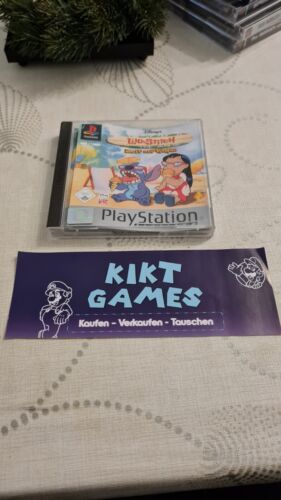 Disney's
Lilo & Stitch
PlayStation
KIKT
GAMES
Kaufen - Verkaufen - Tauschen